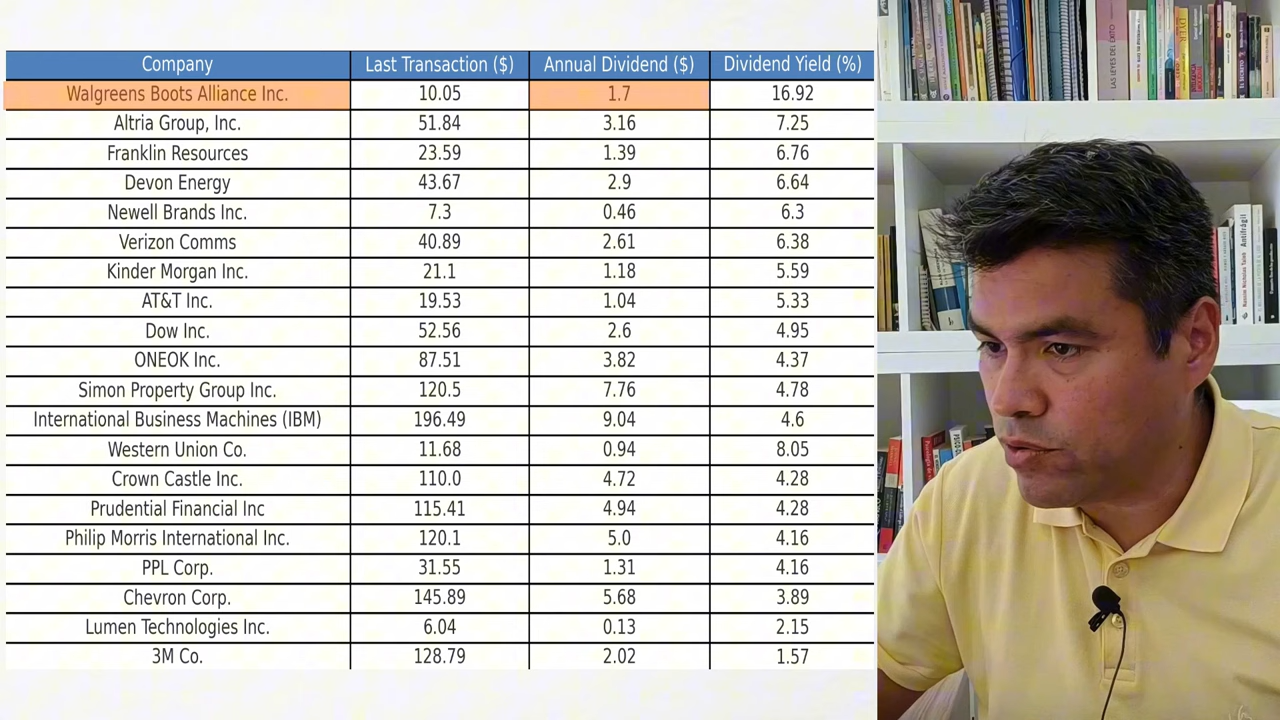 Company Last Transaction ($) Annual Dividend ($) Dividend Yield (%)
Walgreens Boots Alliance Inc. 10.05 1.7 16.92
Altria Group, Inc. 51.84 3.16 7.25
Franklin Resources 23.59 1.39 6.76
Devon Energy 43.67 2.9 6.64
Newell Brands Inc. 7.3 0.46 6.3
Verizon Comms 40.89 2.61 6.38
Kinder Morgan Inc. 21.1 1.18 5.59
AT&T Inc. 19.53 1.04 5.33
Dow Inc. 52.56 2.6 4.95
ONEOK Inc. 87.51 3.82 4.37
Simon Property Group Inc. 120.5 7.76 4.78
International Business Machines (IBM) 196.49 9.04 4.6
Western Union Co. 11.68 0.94 8.05
Crown Castle Inc. 110.0 4.72 4.28
Prudential Financial Inc 115.41 4.94 4.28
Philip Morris International Inc. 120.1 5.0 4.16
PPL Corp. 31.55 1.31 4.16
Chevron Corp. 145.89 5.68 3.89
Lumen Technologies Inc. 6.04 0.13 2.15
3M Co. 128.79 2.02 1.57
LAS LEYES DEL ÉXITO
DYER
EL SECRETO
Antifrágil